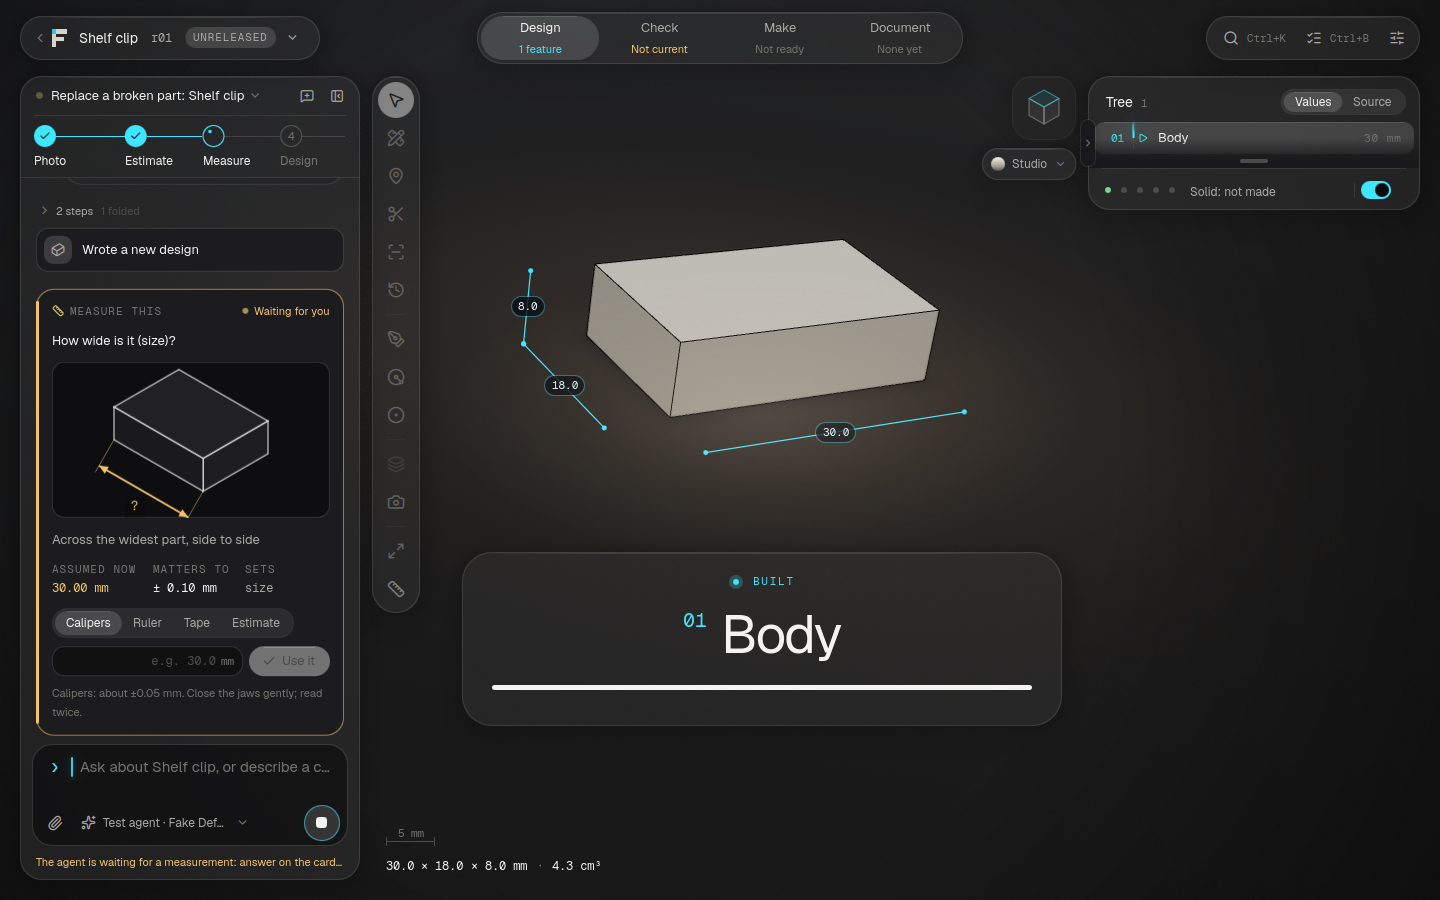 Shelf clip r01 UNRELEASED
Design
1 feature
Check
Not current
Make
Not ready
Document
None yet
Ctrl+K
Ctrl+B
Replace a broken part: Shelf clip
4
Photo
Estimate
Measure
Design
2 steps 1 folded
Wrote a new design
MEASURE THIS
Waiting for you
How wide is it (size)?
?
Across the widest part, side to side
ASSUMED NOW MATTERS TO SETS
30.00 mm ± 0.10 mm size
Calipers Ruler Tape Estimate
e.g. 30.0 mm
Use it
Calipers: about ±0.05 mm. Close the jaws gently; read
twice.
Ask about Shelf clip, or describe a c...
Test agent · Fake Def...
The agent is waiting for a measurement: answer on the card...
Studio
Tree 1
Values Source
01 Body 30 mm
Solid: not made
8.0
18.0
30.0
BUILT
01 Body
5 mm
30.0 × 18.0 × 8.0 mm · 4.3 cm³